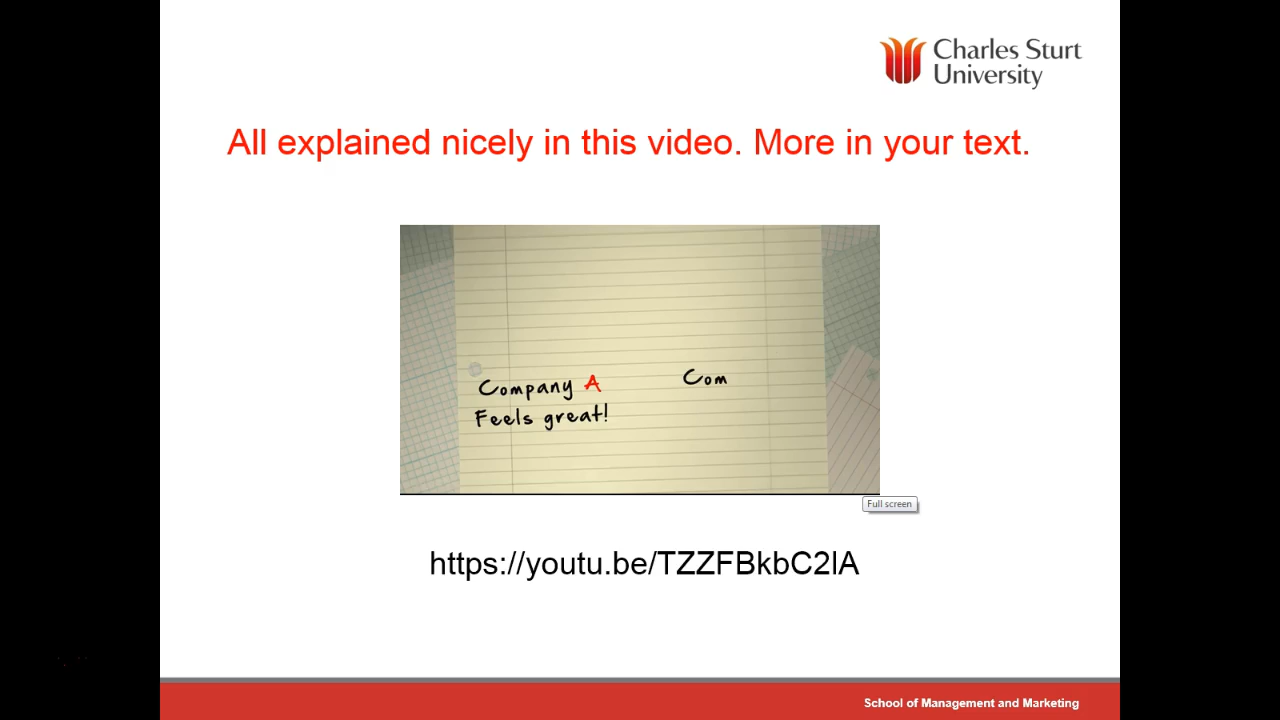 Charles Sturt
University
All explained nicely in this video. More in your text.
Company A
Feels great!
Com
Full screen
https://youtu.be/TZZFBkbC2lA
School of Management and Marketing